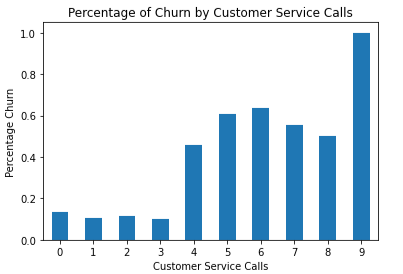 Percentage of Churn by Customer Service Calls
Percentage Churn
1.0
0.8
0.6
0.4
0.2
0.0
0 1 2 3 4 5 6 7 8 9
Customer Service Calls